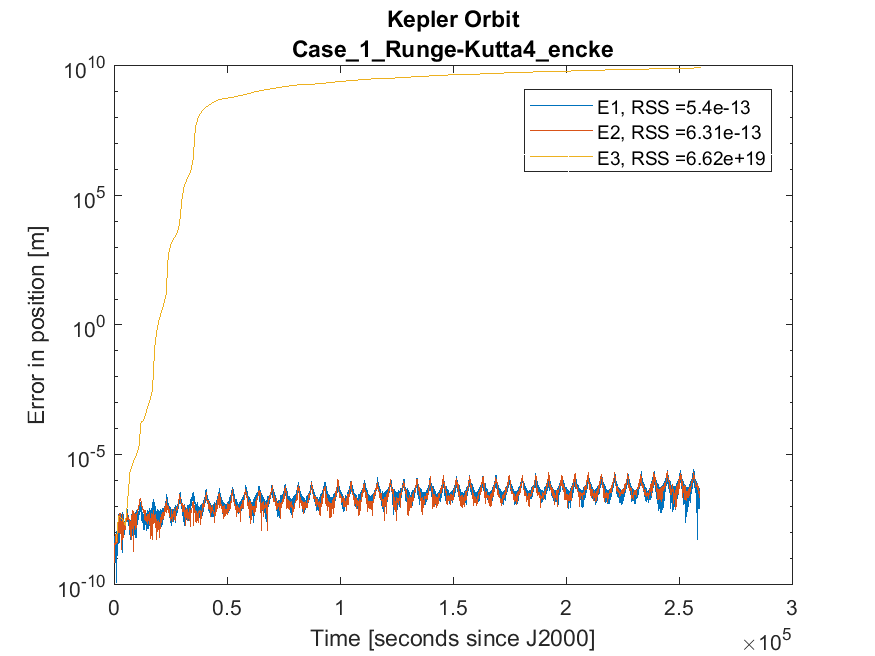 Kepler Orbit
Case_1_Runge-Kutta4_encke
10^10
10^5
10^0
10^-5
10^-10
Error in position [m]
E1, RSS =5.4e-13
E2, RSS =6.31e-13
E3, RSS =6.62e+19
0 0.5 1 1.5 2 2.5 3
Time [seconds since J2000]
×10^5